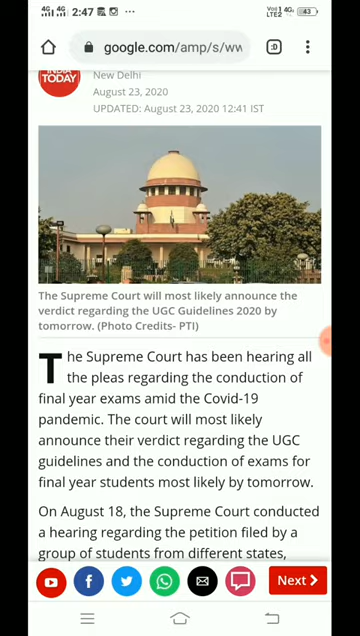 4G 4G 2:47
43
google.com/amp/s/ww
:D
INDIA
TODAY
New Delhi
August 23, 2020
UPDATED: August 23, 2020 12:41 IST
The Supreme Court will most likely announce the
verdict regarding the UGC Guidelines 2020 by
tomorrow. (Photo Credits- PTI)
The Supreme Court has been hearing all
the pleas regarding the conduction of
final year exams amid the Covid-19
pandemic. The court will most likely
announce their verdict regarding the UGC
guidelines and the conduction of exams for
final year students most likely by tomorrow.
On August 18, the Supreme Court conducted
a hearing regarding the petition filed by a
group of students from different states,
Next